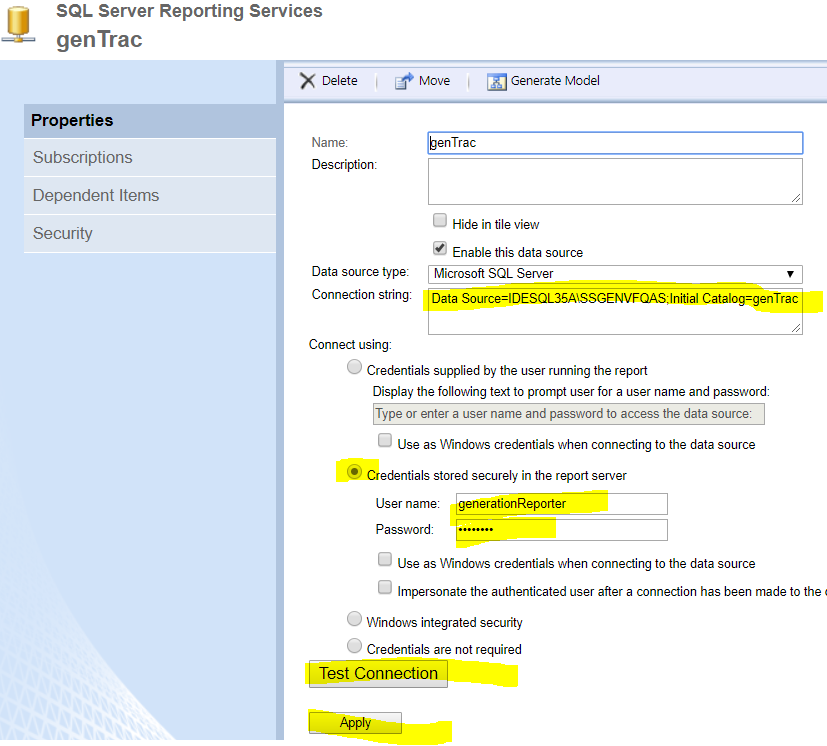 SQL Server Reporting Services
genTrac
Delete Move Generate Model
Properties
Subscriptions
Dependent Items
Security
Name: genTrac
Description:
Hide in tile view
Enable this data source
Data source type: Microsoft SQL Server
Connection string: Data Source=IDESQL35A\SSGENVFQAS;Initial Catalog=genTrac
Connect using:
Credentials supplied by the user running the report
Display the following text to prompt user for a user name and password:
Type or enter a user name and password to access the data source:
Use as Windows credentials when connecting to the data source
Credentials stored securely in the report server
User name: generationReporter
Password: ••••••••
Use as Windows credentials when connecting to the data source
Impersonate the authenticated user after a connection has been made to the
Windows integrated security
Credentials are not required
Test Connection
Apply